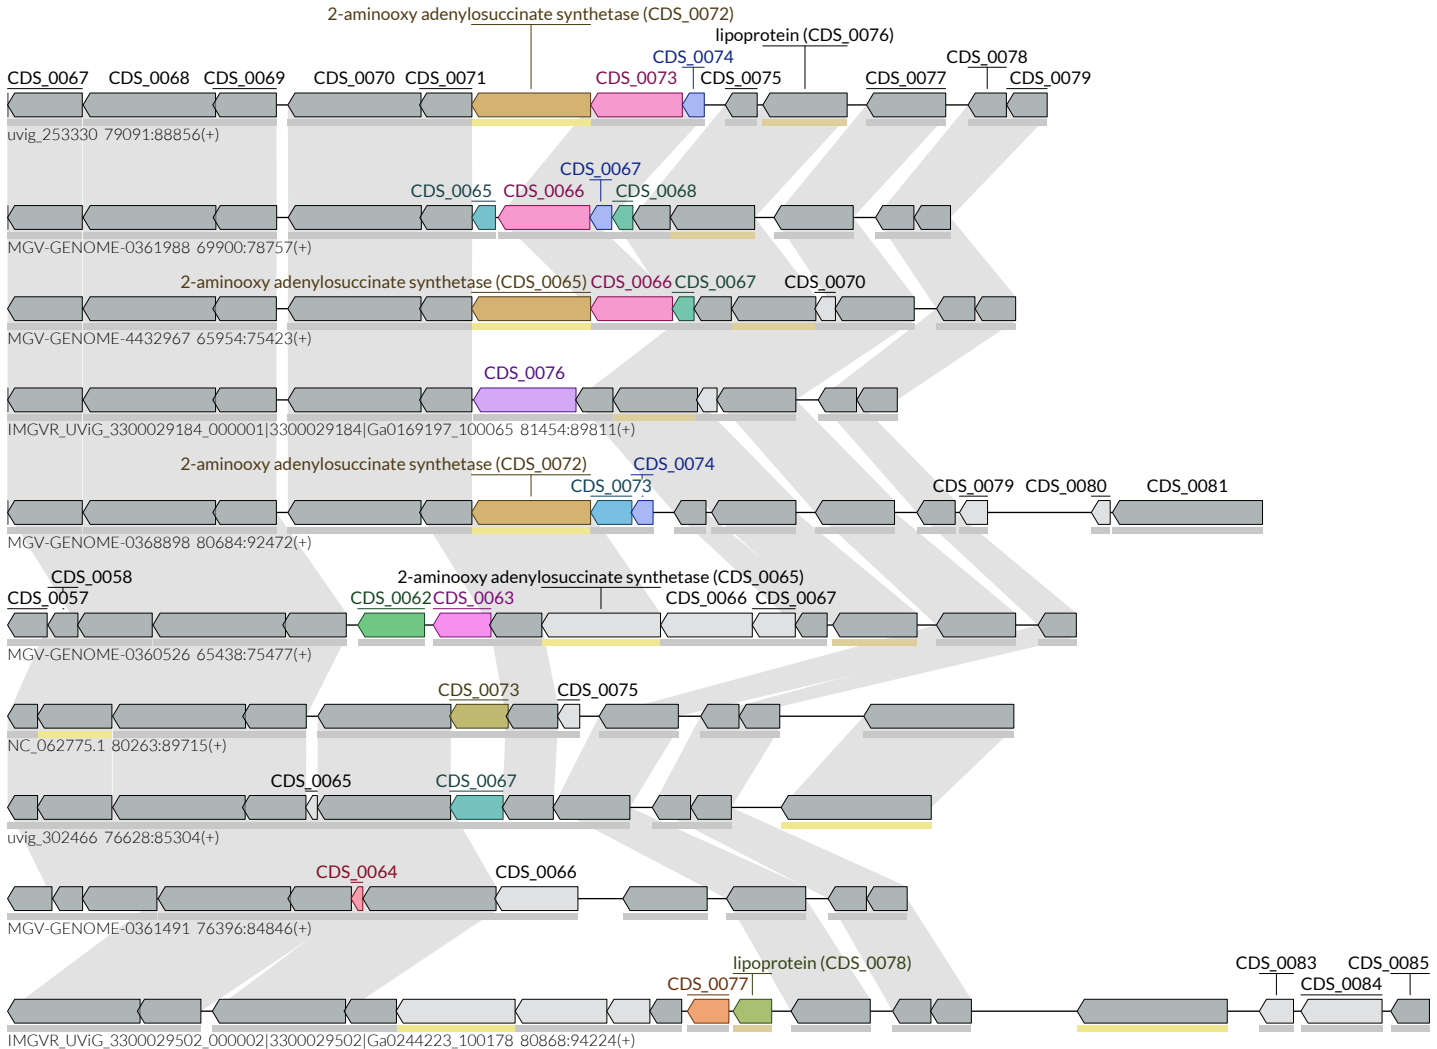 2-aminooxy adenylosuccinate synthetase (CDS_0072)
lipoprotein (CDS_0076)
CDS_0074 CDS_0078
CDS_0067 CDS_0068 CDS_0069 CDS_0070 CDS_0071 CDS_0073 CDS_0075 CDS_0077 CDS_0079
uvig_253330 79091:88856(+)
CDS_0067
CDS_0065 CDS_0066 CDS_0068
MGV-GENOME-0361988 69900:78757(+)
2-aminooxy adenylosuccinate synthetase (CDS_0065) CDS_0066 CDS_0067 CDS_0070
MGV-GENOME-4432967 65954:75423(+)
CDS_0076
IMGVR_UViG_3300029184_000001|3300029184|Ga0169197_100065 81454:89811(+)
2-aminooxy adenylosuccinate synthetase (CDS_0072) CDS_0074
CDS_0073 CDS_0079 CDS_0080 CDS_0081
MGV-GENOME-0368898 80684:92472(+)
CDS_0058 2-aminooxy adenylosuccinate synthetase (CDS_0065)
CDS_0057 CDS_0062 CDS_0063 CDS_0066 CDS_0067
MGV-GENOME-0360526 65438:75477(+)
CDS_0073 CDS_0075
NC_062775.1 80263:89715(+)
CDS_0065 CDS_0067
uvig_302466 76628:85304(+)
CDS_0064 CDS_0066
MGV-GENOME-0361491 76396:84846(+)
lipoprotein (CDS_0078) CDS_0083 CDS_0085
CDS_0077 CDS_0084
IMGVR_UViG_3300029502_000002|3300029502|Ga0244223_100178 80868:94224(+)